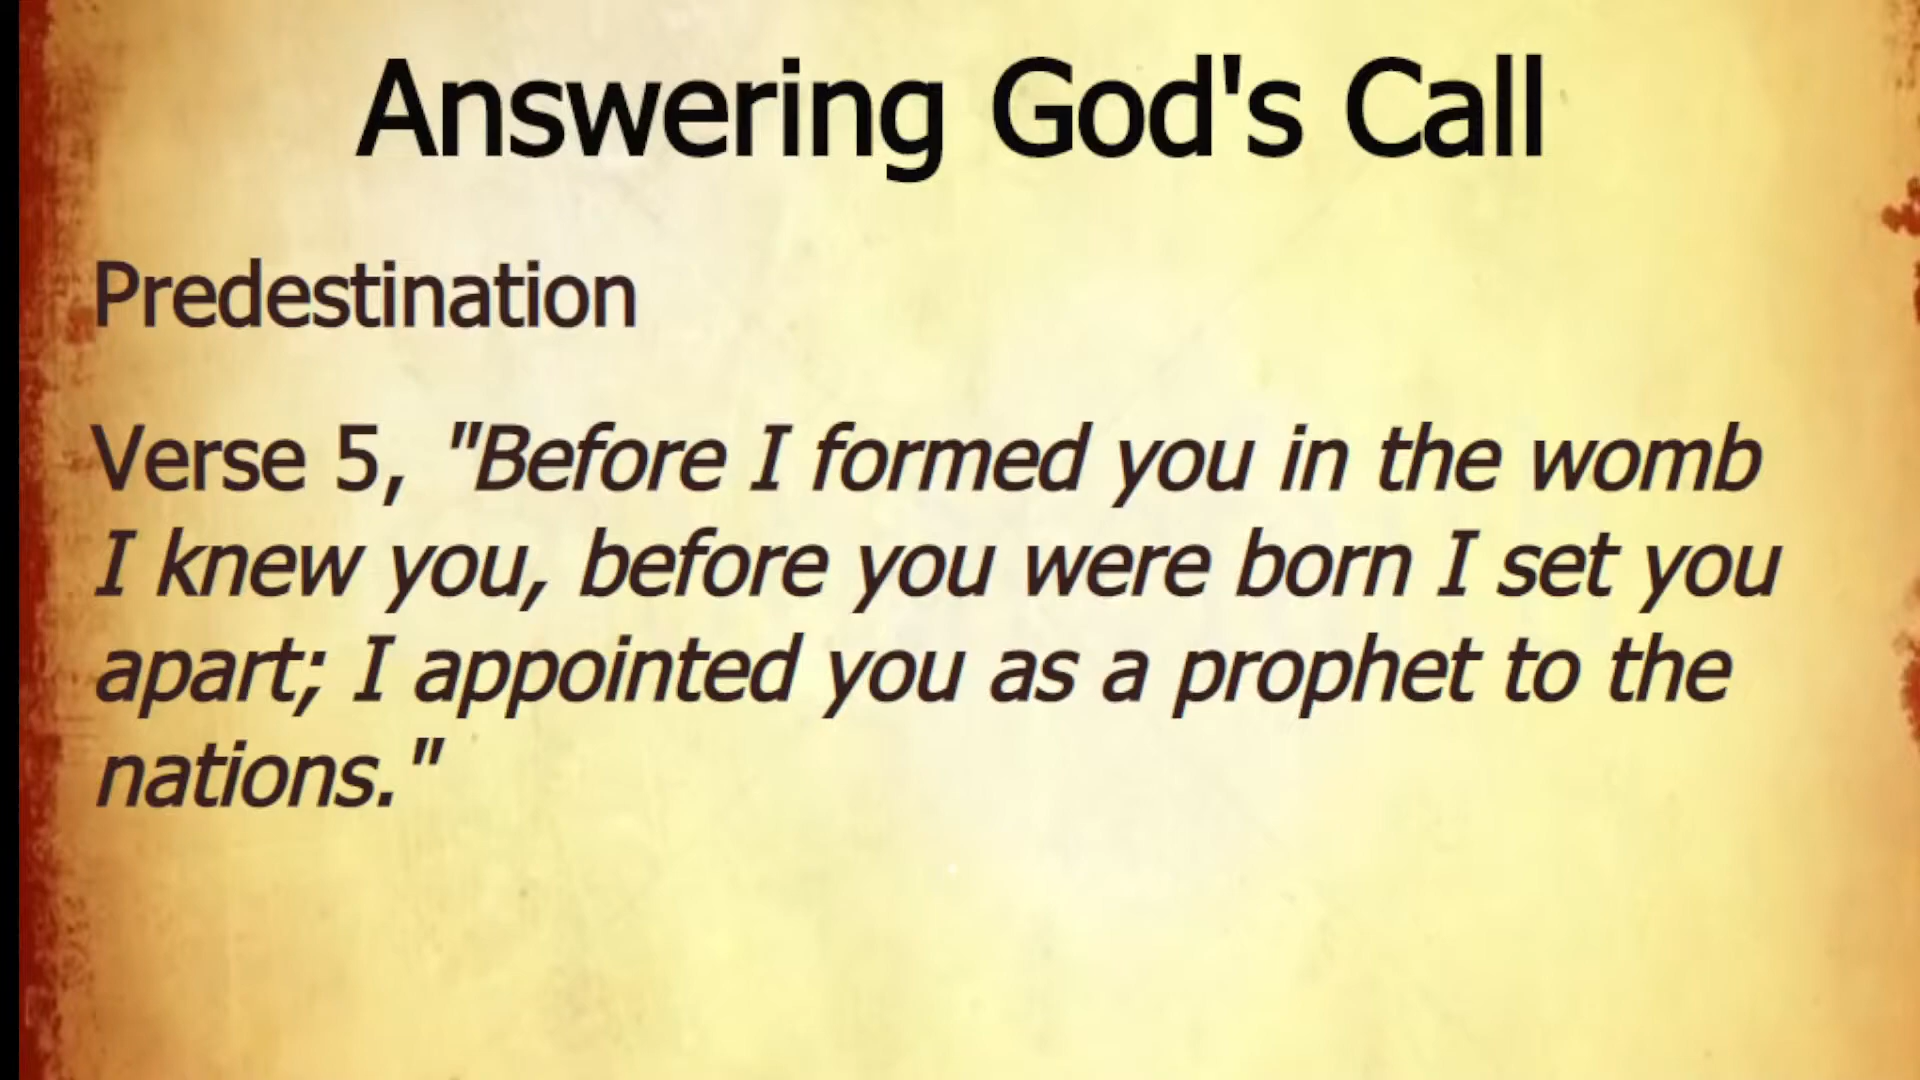 Answering God's Call
Predestination
Verse 5, "Before I formed you in the womb
I knew you, before you were born I set you
apart; I appointed you as a prophet to the
nations."